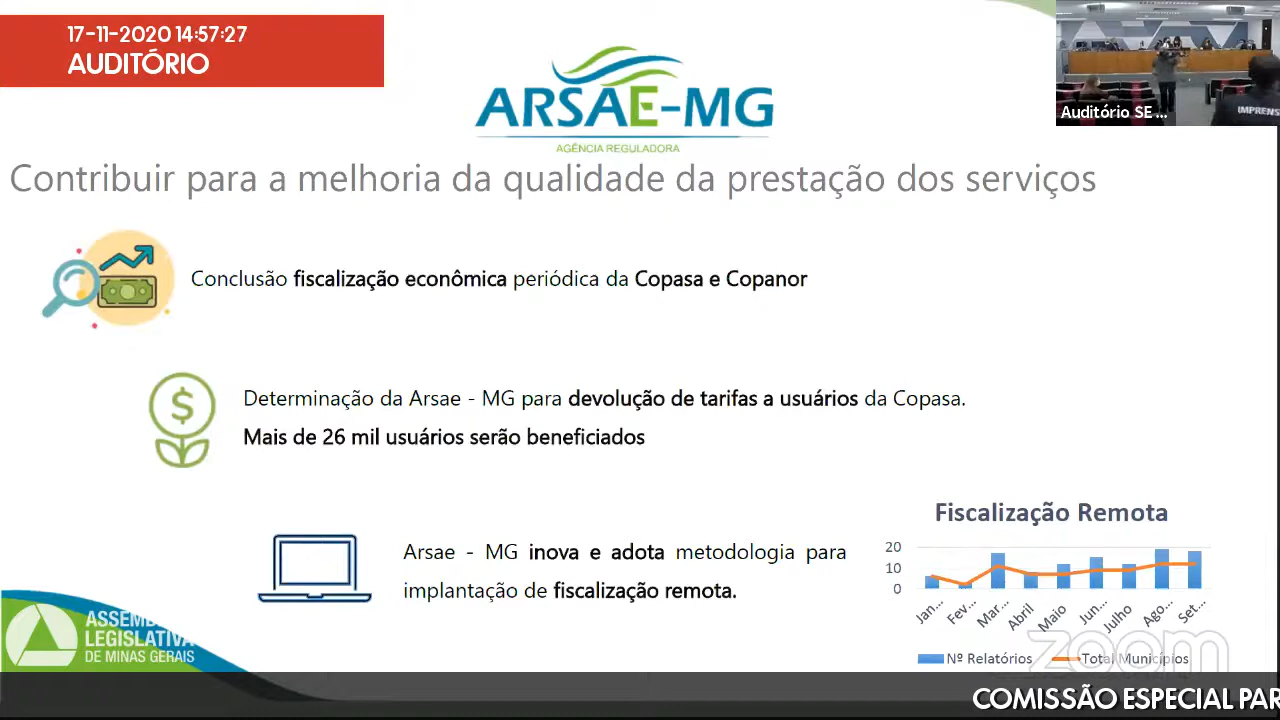 17-11-2020 14:57:27
AUDITÓRIO
Auditório SE ...
IMPRENS
ARSAE-MG
AGÊNCIA REGULADORA
Contribuir para a melhoria da qualidade da prestação dos serviços
Conclusão fiscalização econômica periódica da Copasa e Copanor
Determinação da Arsae - MG para devolução de tarifas a usuários da Copasa.
Mais de 26 mil usuários serão beneficiados
Arsae - MG inova e adota metodologia para
implantação de fiscalização remota.
Fiscalização Remota
20
10
0
Jan...
Fev...
Mar...
Abril
Maio
Jun...
Julho
Ago...
Set...
Nº Relatórios
Total Municípios
zoom
ASSEMBLEIA
LEGISLATIVA
DE MINAS GERAIS
COMISSÃO ESPECIAL PAR